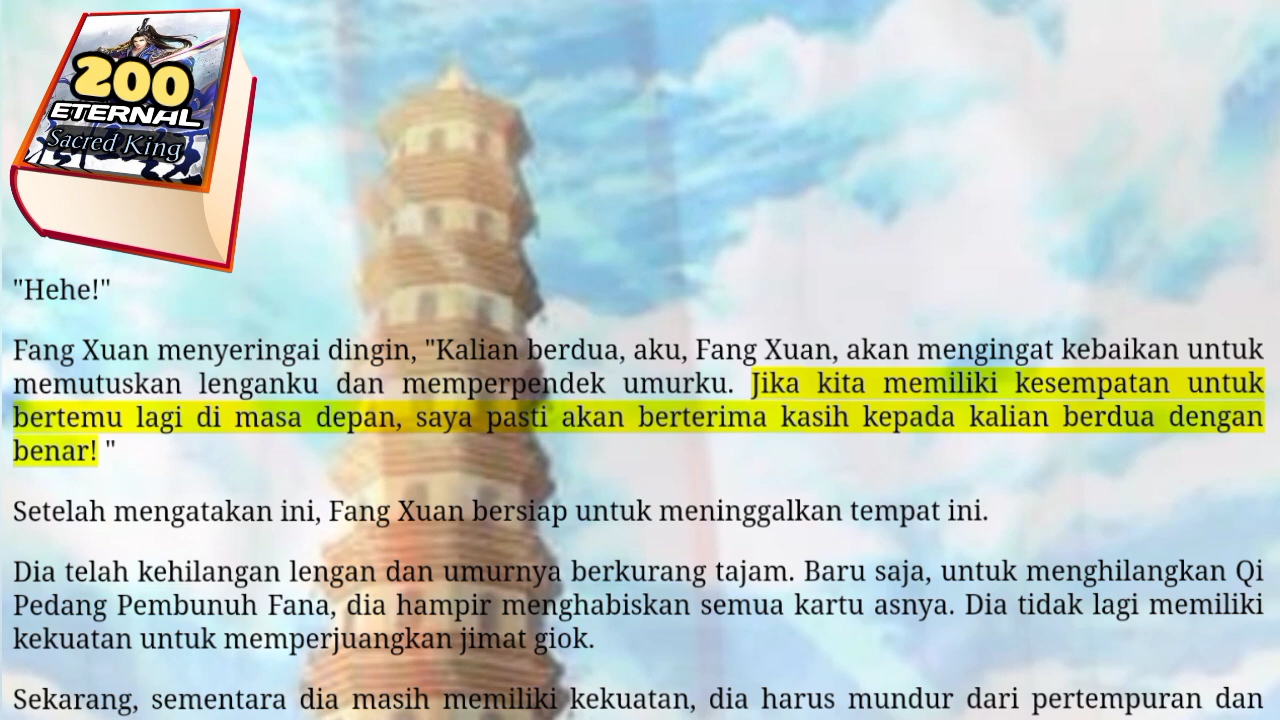 200
ETERNAL
Sacred King
"Hehe!"
Fang Xuan menyeringai dingin, "Kalian berdua, aku, Fang Xuan, akan mengingat kebaikan untuk
memutuskan lenganku dan memperpendek umurku. Jika kita memiliki kesempatan untuk
bertemu lagi di masa depan, saya pasti akan berterima kasih kepada kalian berdua dengan
benar! "
Setelah mengatakan ini, Fang Xuan bersiap untuk meninggalkan tempat ini.
Dia telah kehilangan lengan dan umurnya berkurang tajam. Baru saja, untuk menghilangkan Qi
Pedang Pembunuh Fana, dia hampir menghabiskan semua kartu asnya. Dia tidak lagi memiliki
kekuatan untuk memperjuangkan jimat giok.
Sekarang, sementara dia masih memiliki kekuatan, dia harus mundur dari pertempuran dan